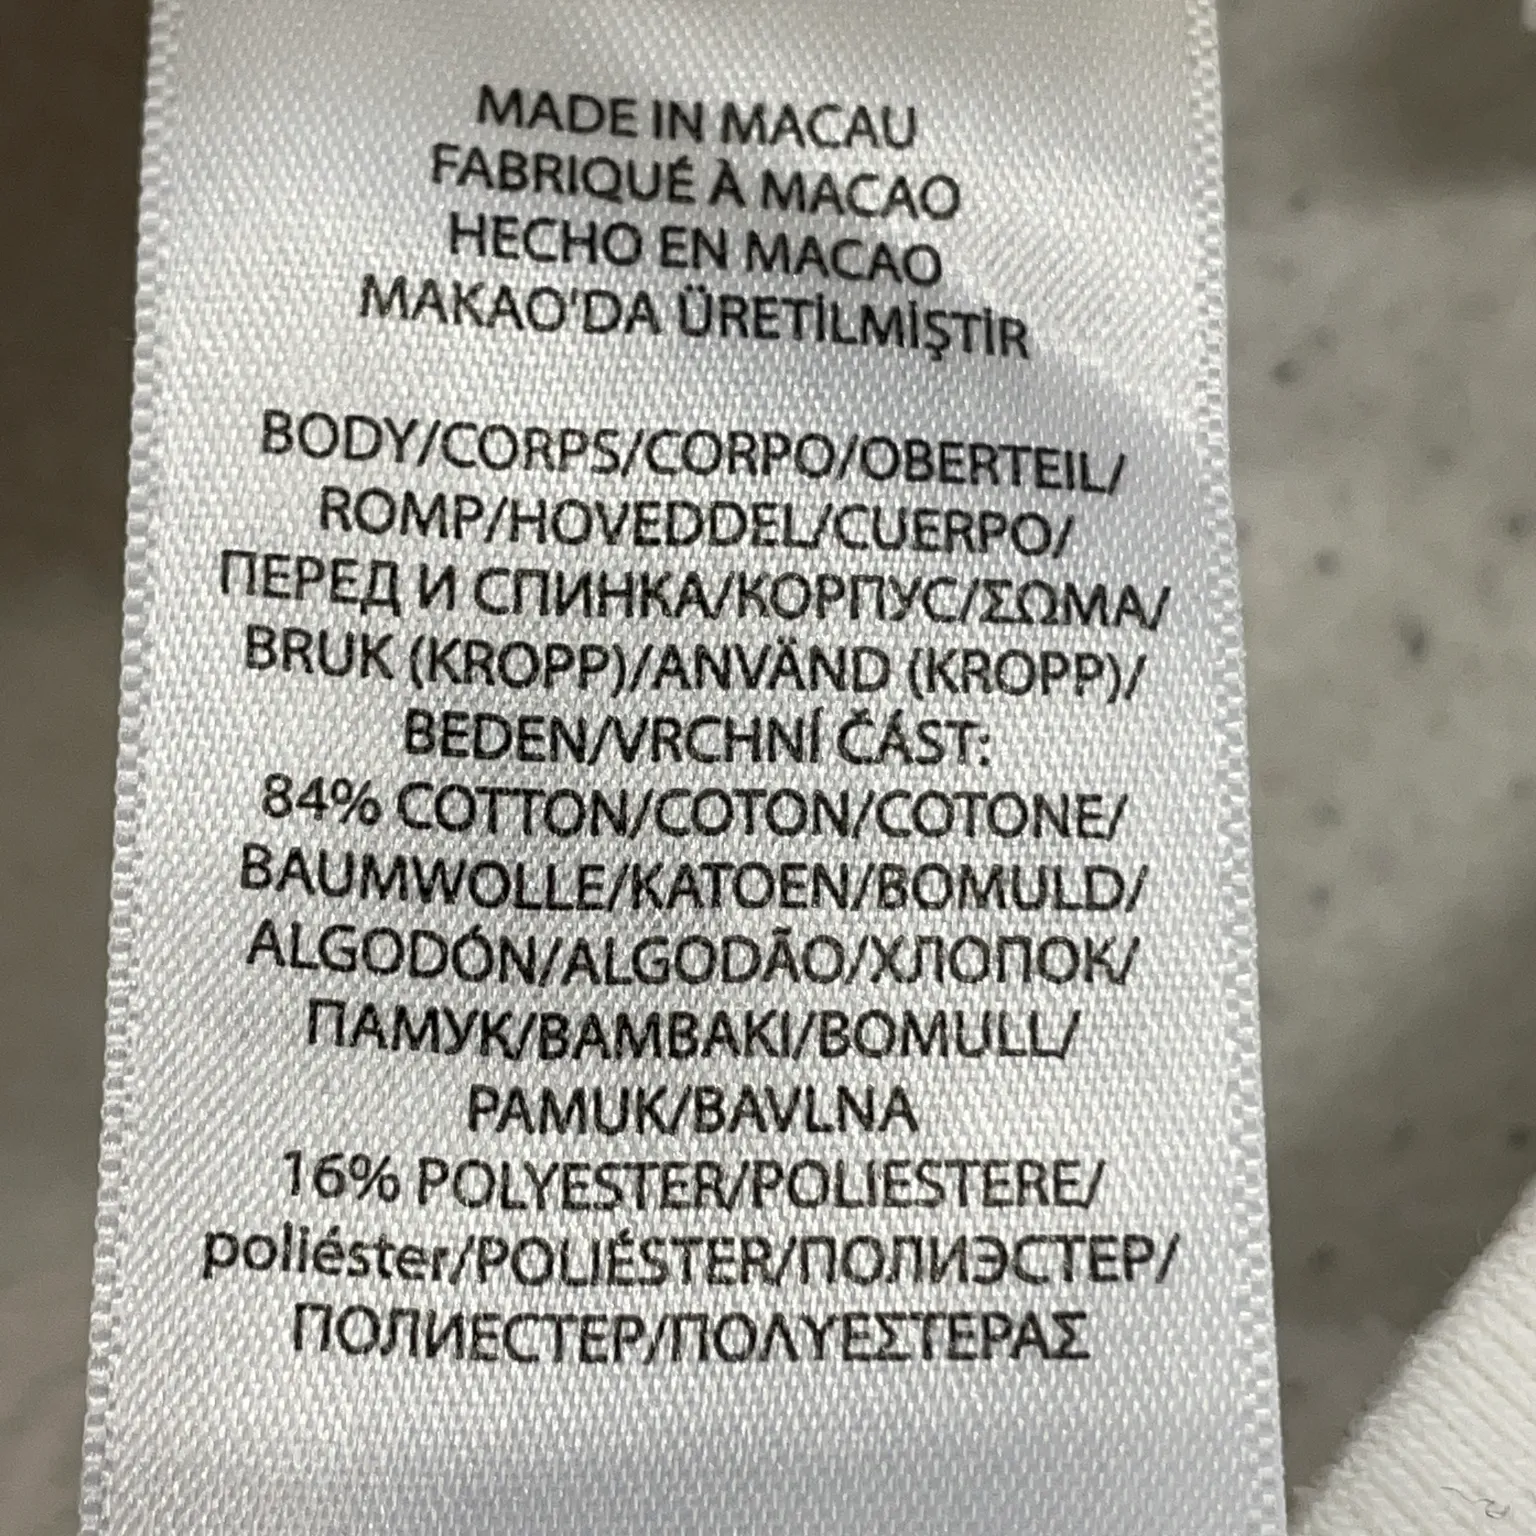 MADE IN MACAU
FABRIQUÉ À MACAO
HECHO EN MACAO
MAKAO'DA ÜRETİLMİŞTİR
BODY/CORPS/CORPO/OBERTEIL/
ROMP/HOVEDDEL/CUERPO/
ПЕРЕД И СПИНКА/КОРПУС/ΣΩΜΑ/
BRUK (KROPP)/ANVÄND (KROPP)/
BEDEN/VRCHNÍ ČÁST:
84% COTTON/COTON/COTONE/
BAUMWOLLE/KATOEN/BOMULD/
ALGODÓN/ALGODÃO/ХЛОПОК/
ПАМУК/ΒΑΜΒΑΚΙ/BOMULL/
PAMUK/BAVLNA
16% POLYESTER/POLIESTERE/
poliéster/POLIÉSTER/ПОЛИЭСТЕР/
ПОЛИЕСТЕР/ΠΟΛΥΕΣΤΕΡΑΣ